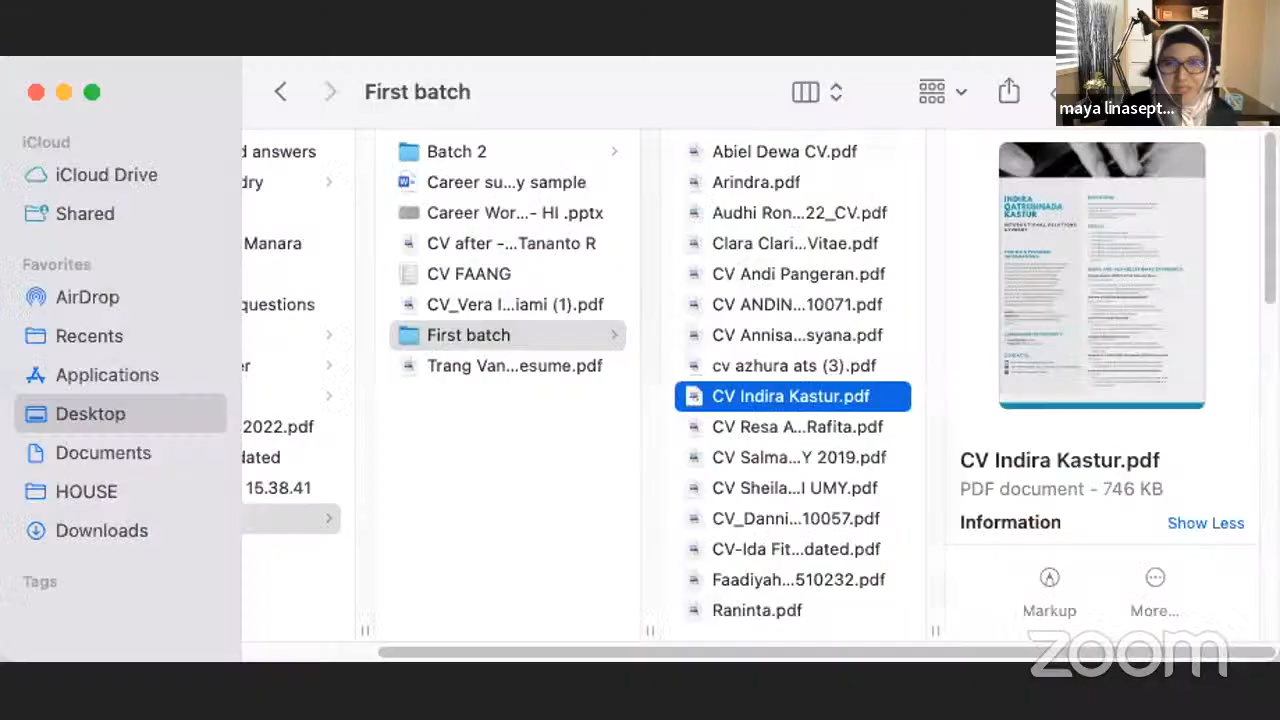 First batch
maya linasept...
iCloud
iCloud Drive
Shared
Favorites
AirDrop
Recents
Applications
Desktop
Documents
HOUSE
Downloads
Tags
d answers
dry
Manara
questions
er
2022.pdf
dated
15.38.41
Batch 2
Career su...y sample
Career Wor...- HI .pptx
CV after -...Tananto R
CV FAANG
CV_Vera I...iami (1).pdf
First batch
Trang Van...esume.pdf
Abiel Dewa CV.pdf
Arindra.pdf
Audhi Ron...22_CV.pdf
Clara Clari...Vitae.pdf
CV Andi Pangeran.pdf
CV ANDIN...10071.pdf
CV Annisa...syana.pdf
cv azhura ats (3).pdf
CV Indira Kastur.pdf
CV Resa A...Rafita.pdf
CV Salma...Y 2019.pdf
CV Sheila...I UMY.pdf
CV_Danni...10057.pdf
CV-Ida Fit...dated.pdf
Faadiyah...510232.pdf
Raninta.pdf
INDIRA
QATRUNNADA
KASTUR
CV Indira Kastur.pdf
PDF document - 746 KB
Information
Show Less
Markup
More...
zoom